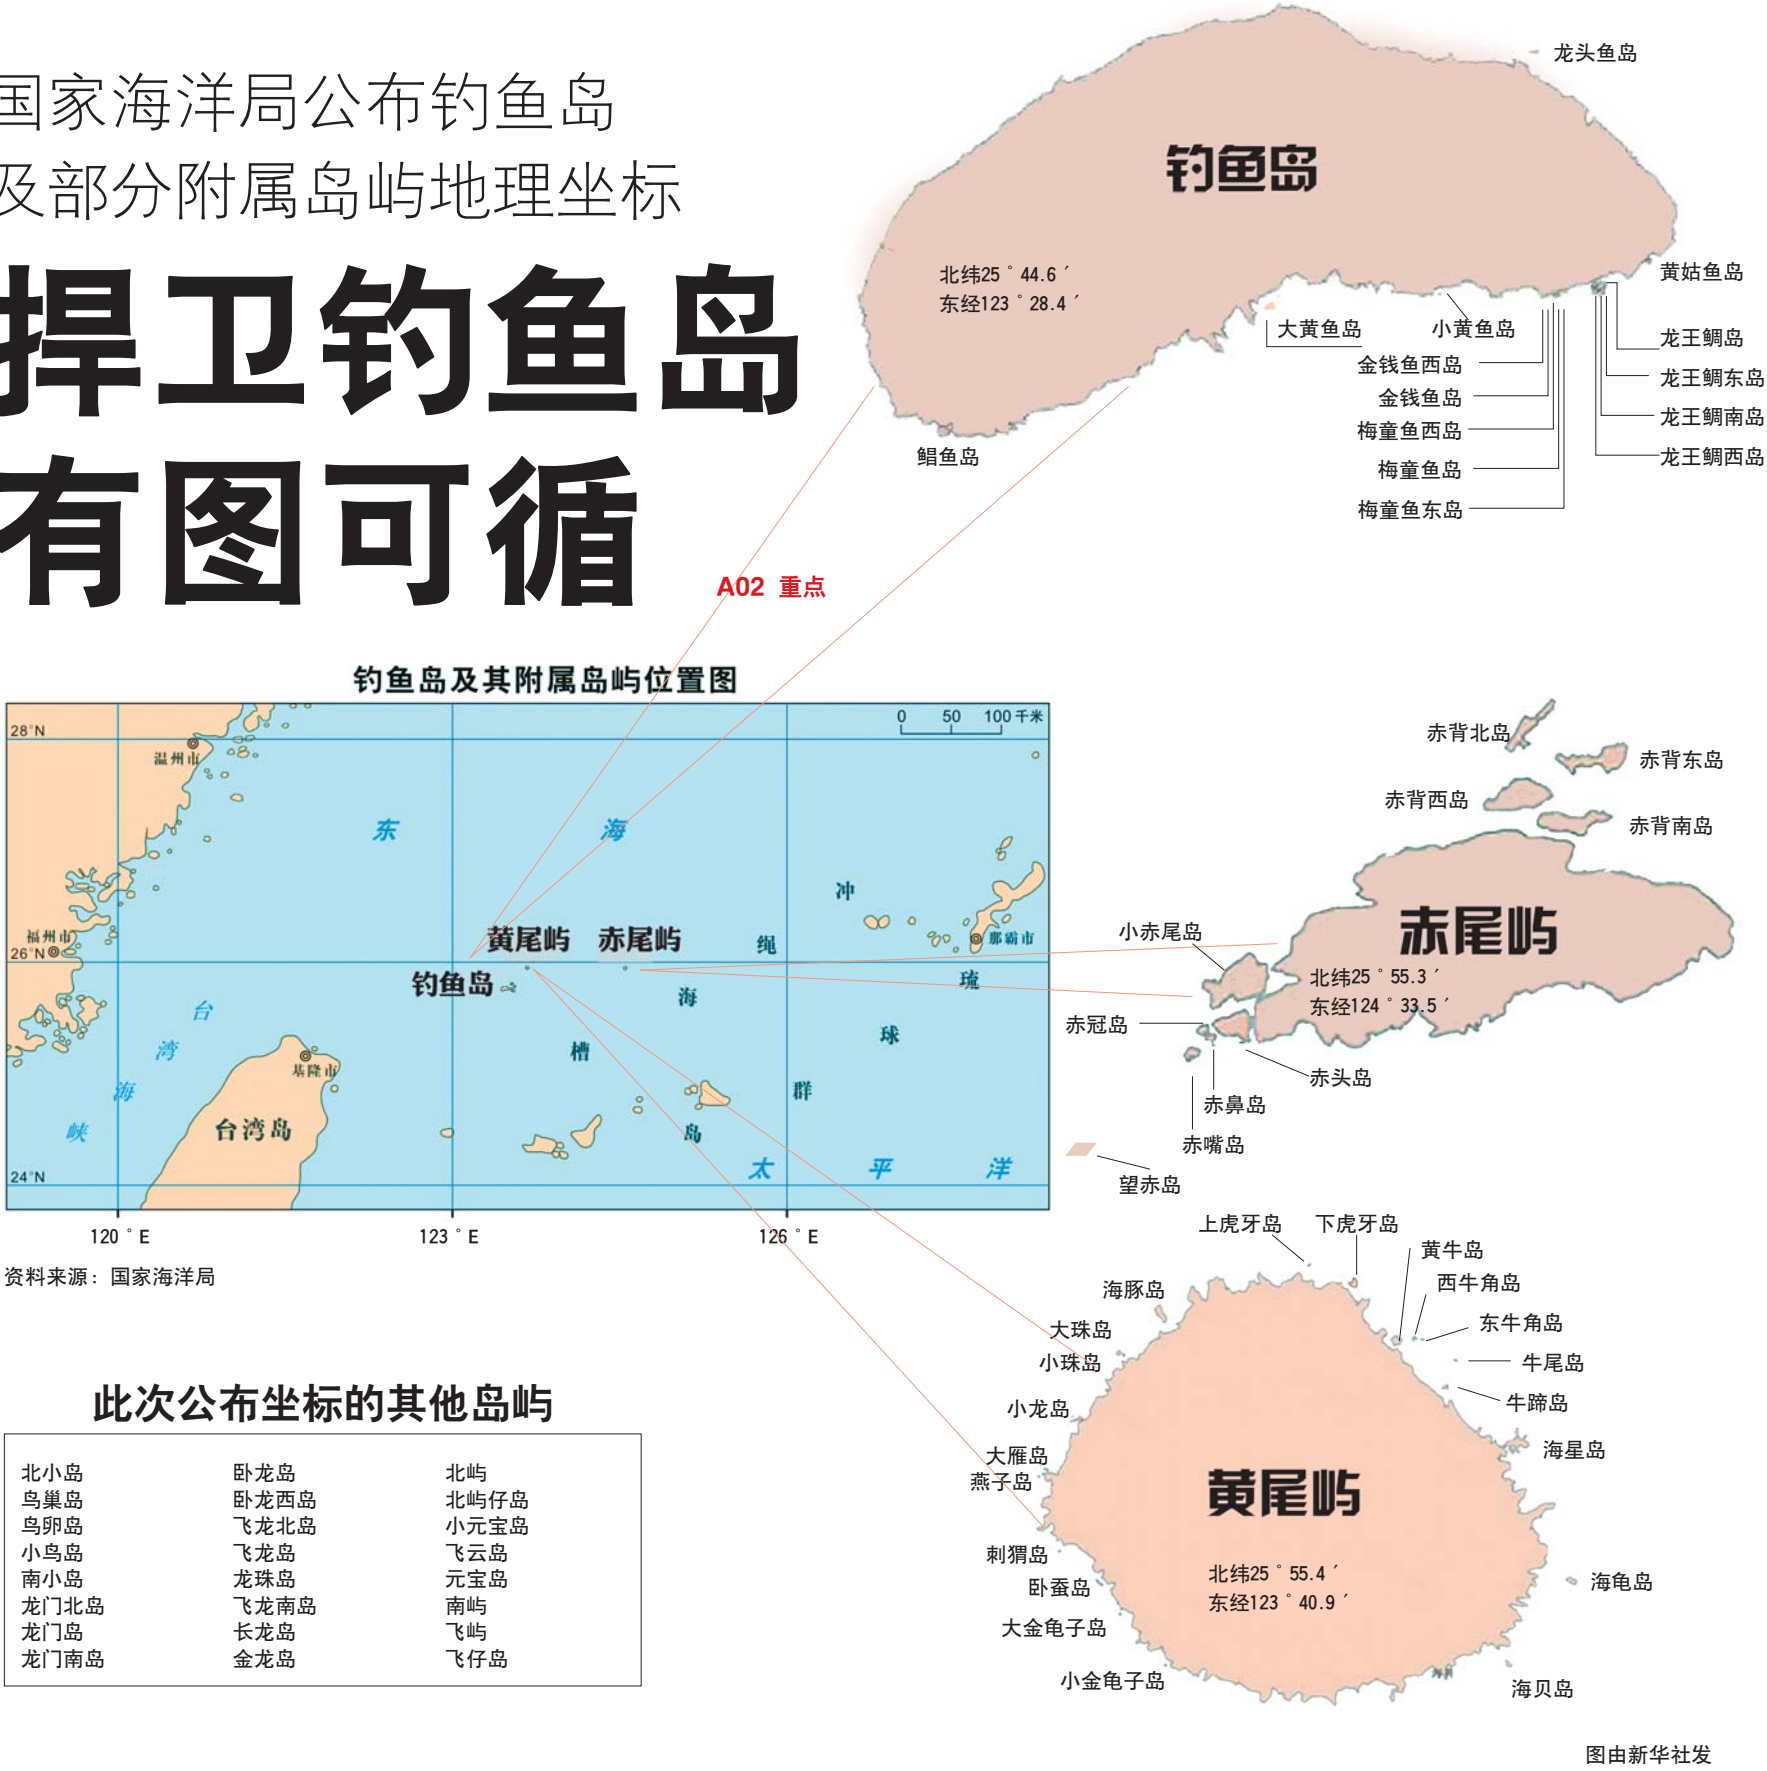 国家海洋局公布钓鱼岛
及部分附属岛屿地理坐标
捍卫钓鱼岛
有图可循
A02 重点
钓鱼岛
北纬25°44.6′
东经123°28.4′
龙头鱼岛
黄姑鱼岛
大黄鱼岛
小黄鱼岛
龙王鲷岛
金钱鱼西岛
龙王鲷东岛
金钱鱼岛
龙王鲷南岛
梅童鱼西岛
龙王鲷西岛
梅童鱼岛
梅童鱼东岛
鲳鱼岛
钓鱼岛及其附属岛屿位置图
0 50 100 千米
28°N
温州市
东 海
冲
绳
海
槽
福州市
26°N
黄尾屿 赤尾屿
钓鱼岛
那霸市
琉
球
群
岛
台
湾
海
峡
基隆市
台湾岛
太 平 洋
24°N
120°E 123°E 126°E
资料来源：国家海洋局
赤背北岛
赤背东岛
赤背西岛
赤背南岛
赤尾屿
北纬25°55.3′
东经124°33.5′
小赤尾岛
赤冠岛
赤头岛
赤鼻岛
赤嘴岛
望赤岛
上虎牙岛
下虎牙岛
黄牛岛
西牛角岛
东牛角岛
牛尾岛
牛蹄岛
海星岛
海豚岛
大珠岛
小珠岛
小龙岛
大雁岛
燕子岛
黄尾屿
北纬25°55.4′
东经123°40.9′
刺猬岛
卧蚕岛
大金龟子岛
小金龟子岛
海龟岛
海贝岛
此次公布坐标的其他岛屿
北小岛 卧龙岛 北屿
鸟巢岛 卧龙西岛 北屿仔岛
鸟卵岛 飞龙北岛 小元宝岛
小鸟岛 飞龙岛 飞云岛
南小岛 龙珠岛 元宝岛
龙门北岛 飞龙南岛 南屿
龙门岛 长龙岛 飞屿
龙门南岛 金龙岛 飞仔岛
图由新华社发